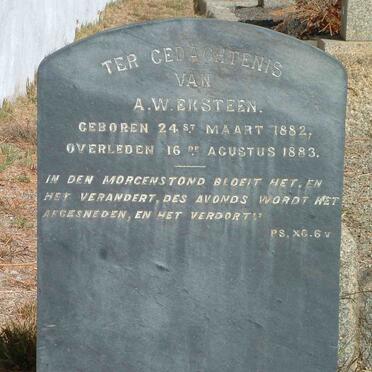 TER GEDACHTENIS
VAN
A.W. EKSTEEN.
GEBOREN 24ST MAART 1882,
OVERLEDEN 16DE AGUSTUS 1883.
IN DEN MORGENSTOND BLOEIT HET, EN
HET VERANDERT, DES AVONDS WORDT HET
AFGESNEDEN, EN HET VERDORT"
PS. XC. 6 V